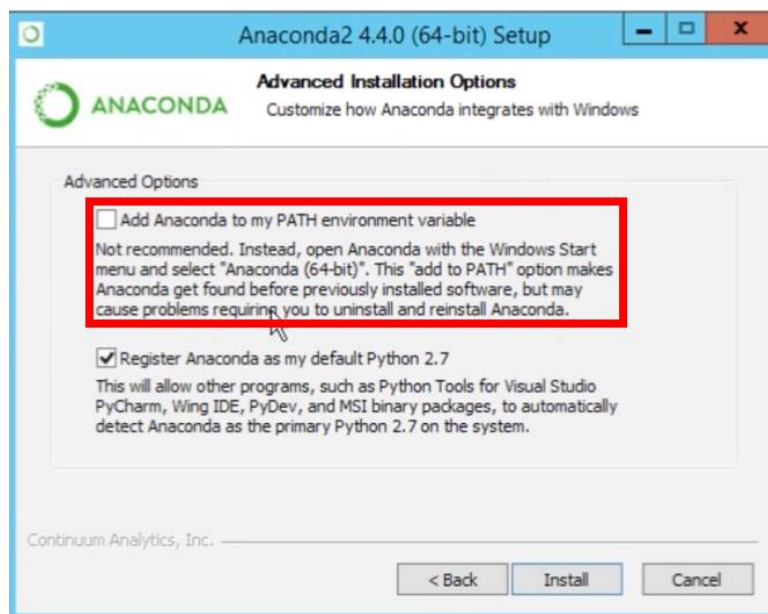 Anaconda2 4.4.0 (64-bit) Setup
ANACONDA
Advanced Installation Options
Customize how Anaconda integrates with Windows
Advanced Options
Add Anaconda to my PATH environment variable
Not recommended. Instead, open Anaconda with the Windows Start
menu and select "Anaconda (64-bit)". This "add to PATH" option makes
Anaconda get found before previously installed software, but may
cause problems requiring you to uninstall and reinstall Anaconda.
Register Anaconda as my default Python 2.7
This will allow other programs, such as Python Tools for Visual Studio
PyCharm, Wing IDE, PyDev, and MSI binary packages, to automatically
detect Anaconda as the primary Python 2.7 on the system.
Continuum Analytics, Inc.
< Back Install Cancel